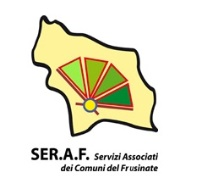 SER.A.F. Servizi Associati
dei Comuni del Frusinate